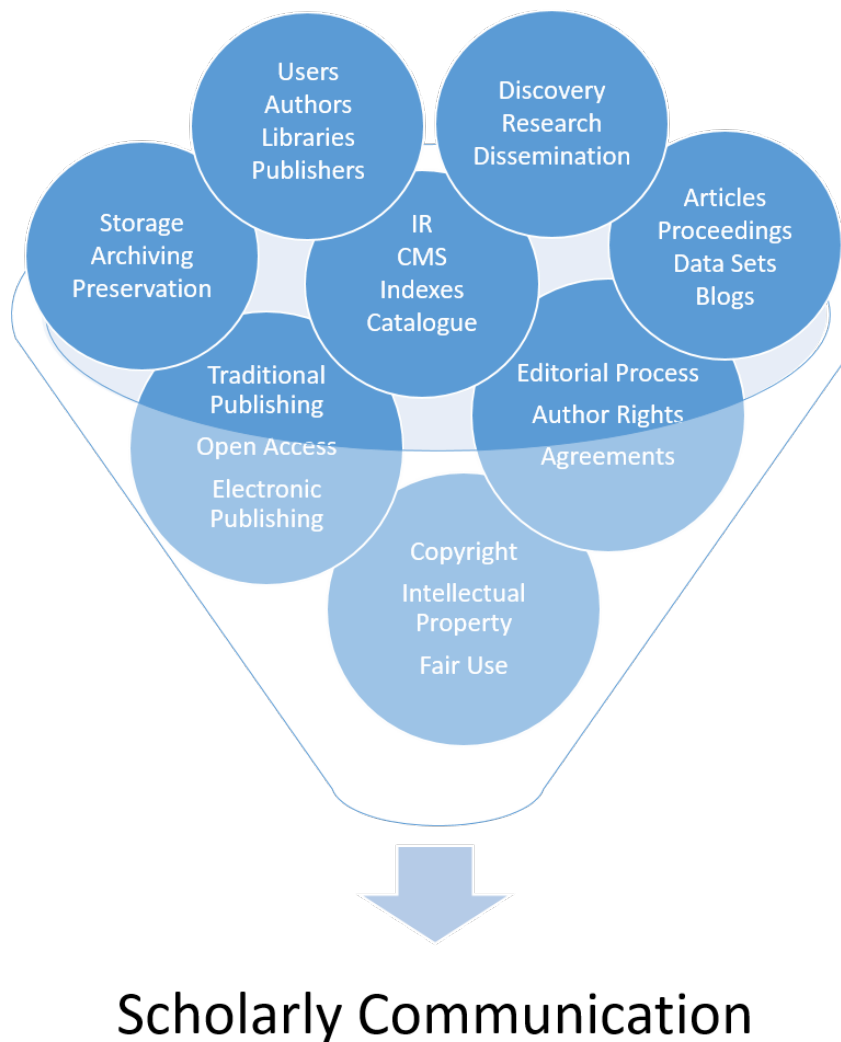 Users
Authors
Libraries
Publishers
Discovery
Research
Dissemination
Storage
Archiving
Preservation
IR
CMS
Indexes
Catalogue
Articles
Proceedings
Data Sets
Blogs
Traditional
Publishing
Open Access
Electronic
Publishing
Editorial Process
Author Rights
Agreements
Copyright
Intellectual
Property
Fair Use
Scholarly Communication